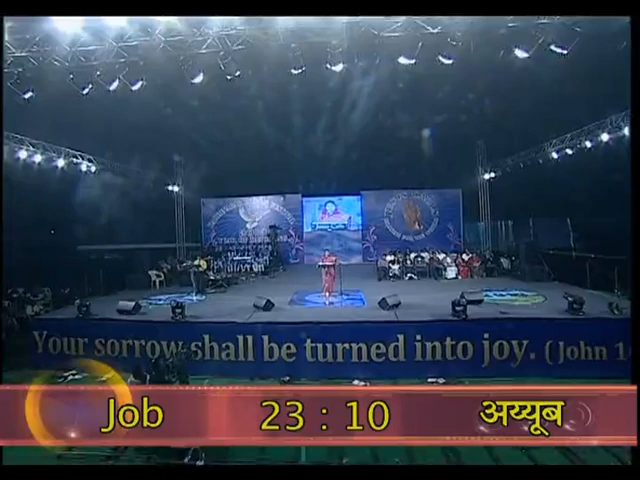 Your sorrow shall be turned into joy. (John 1
Job 23 : 10 अय्यूब